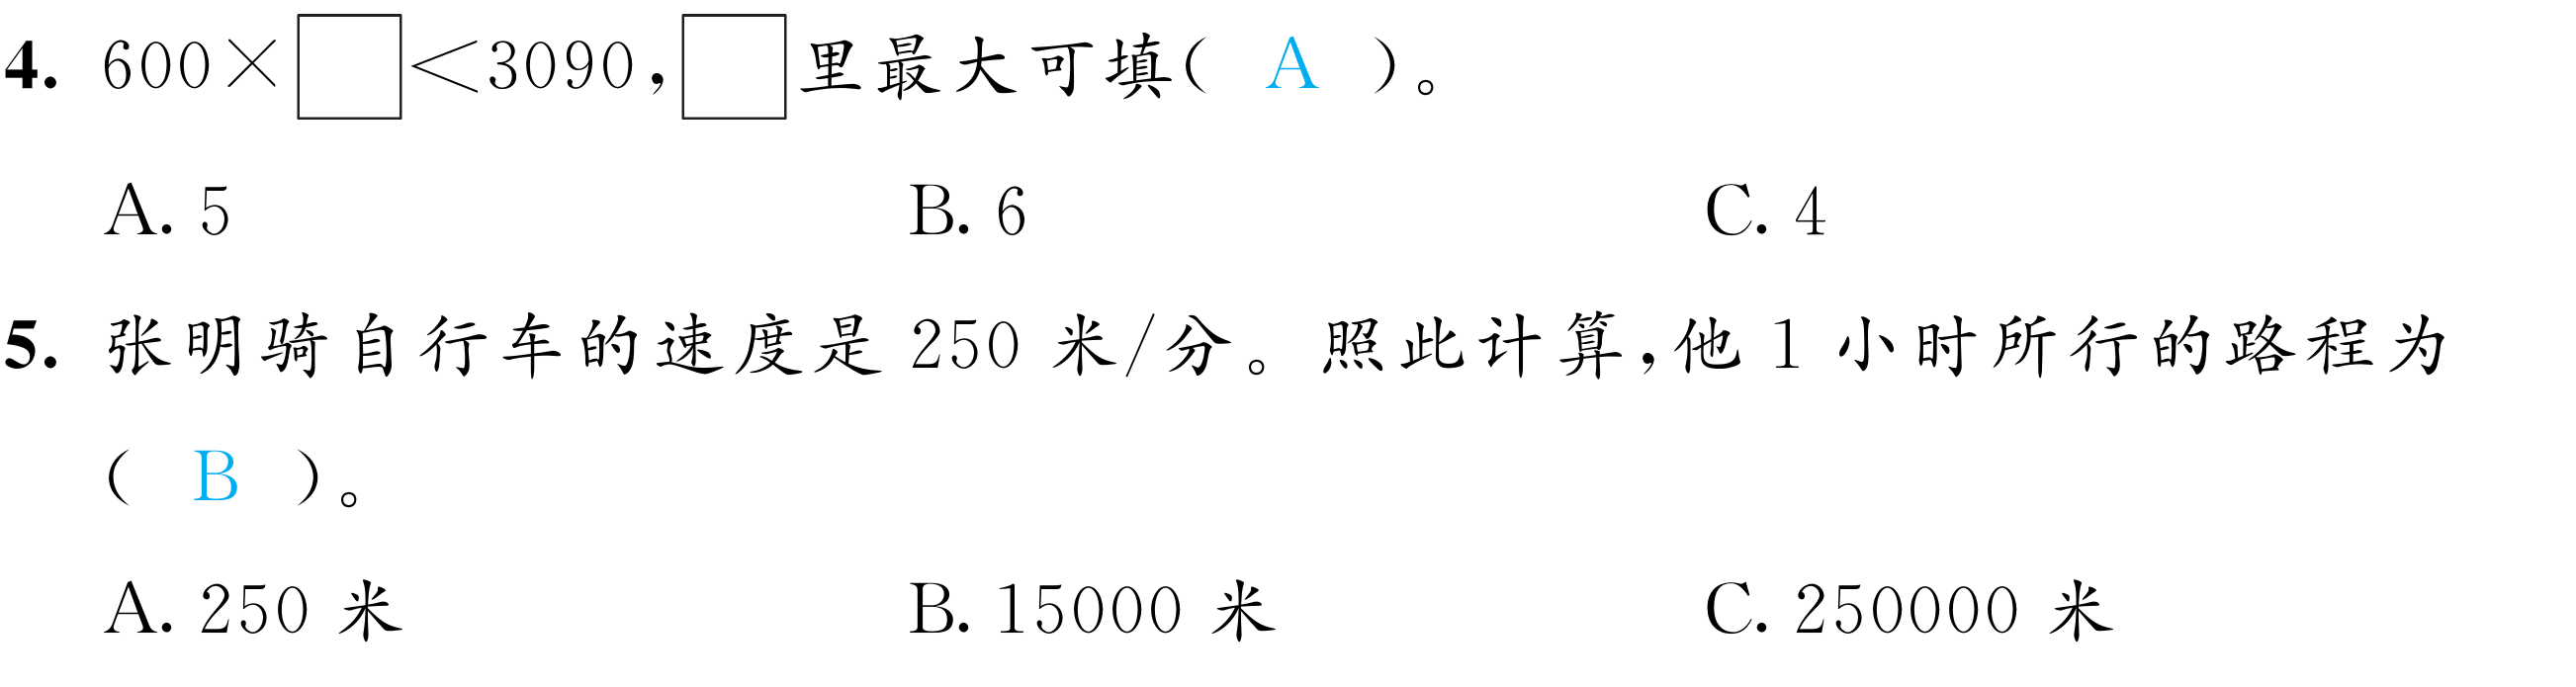 4. 600×□<3090,□里最大可填( A )。
A. 5 B. 6 C. 4
5. 张明骑自行车的速度是 250 米/分。照此计算,他 1 小时所行的路程为
( B )。
A. 250 米 B. 15000 米 C. 250000 米